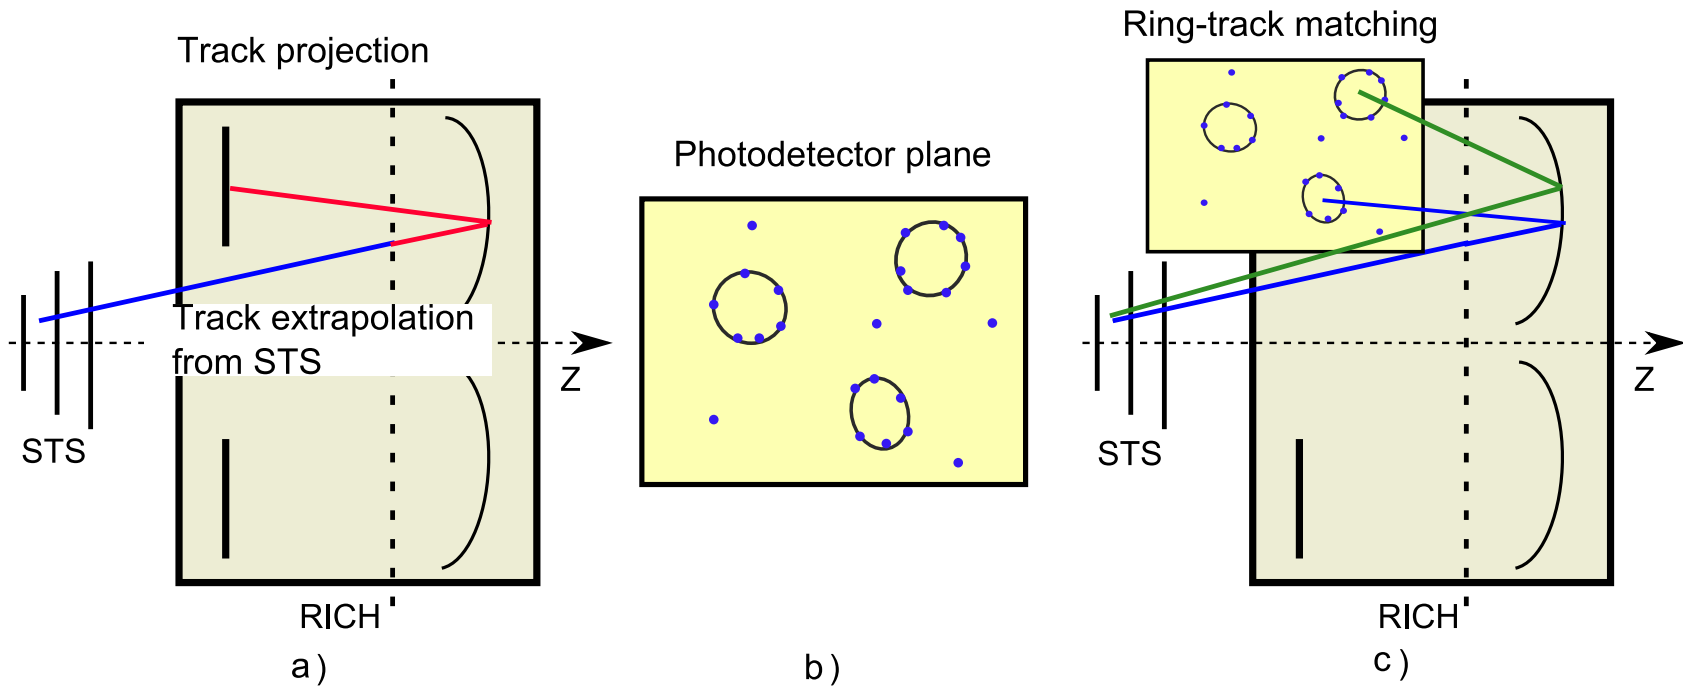 Track projection
Track extrapolation
from STS
Z
STS
RICH
a)
Photodetector plane
b)
Ring-track matching
Z
STS
RICH
c)